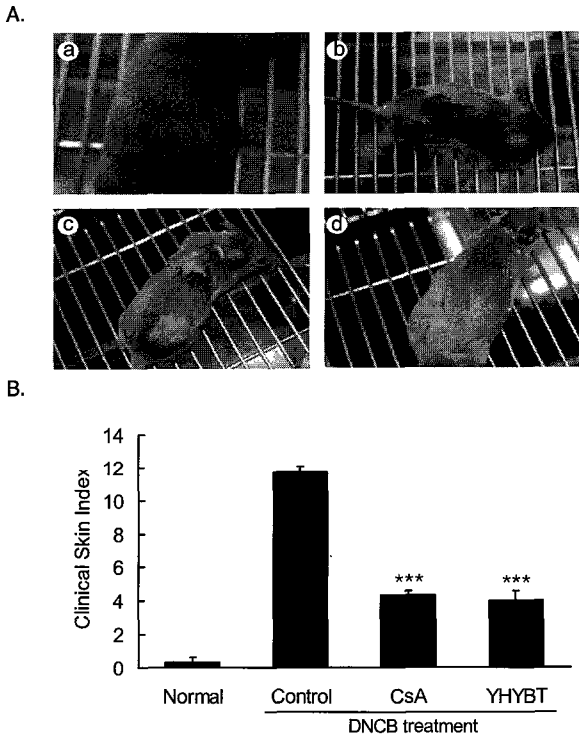 A.
a
b
c
d
B.
Clinical Skin Index
14
12
10
8
6
4
2
0
*** ***
Normal Control CsA YHYBT
DNCB treatment